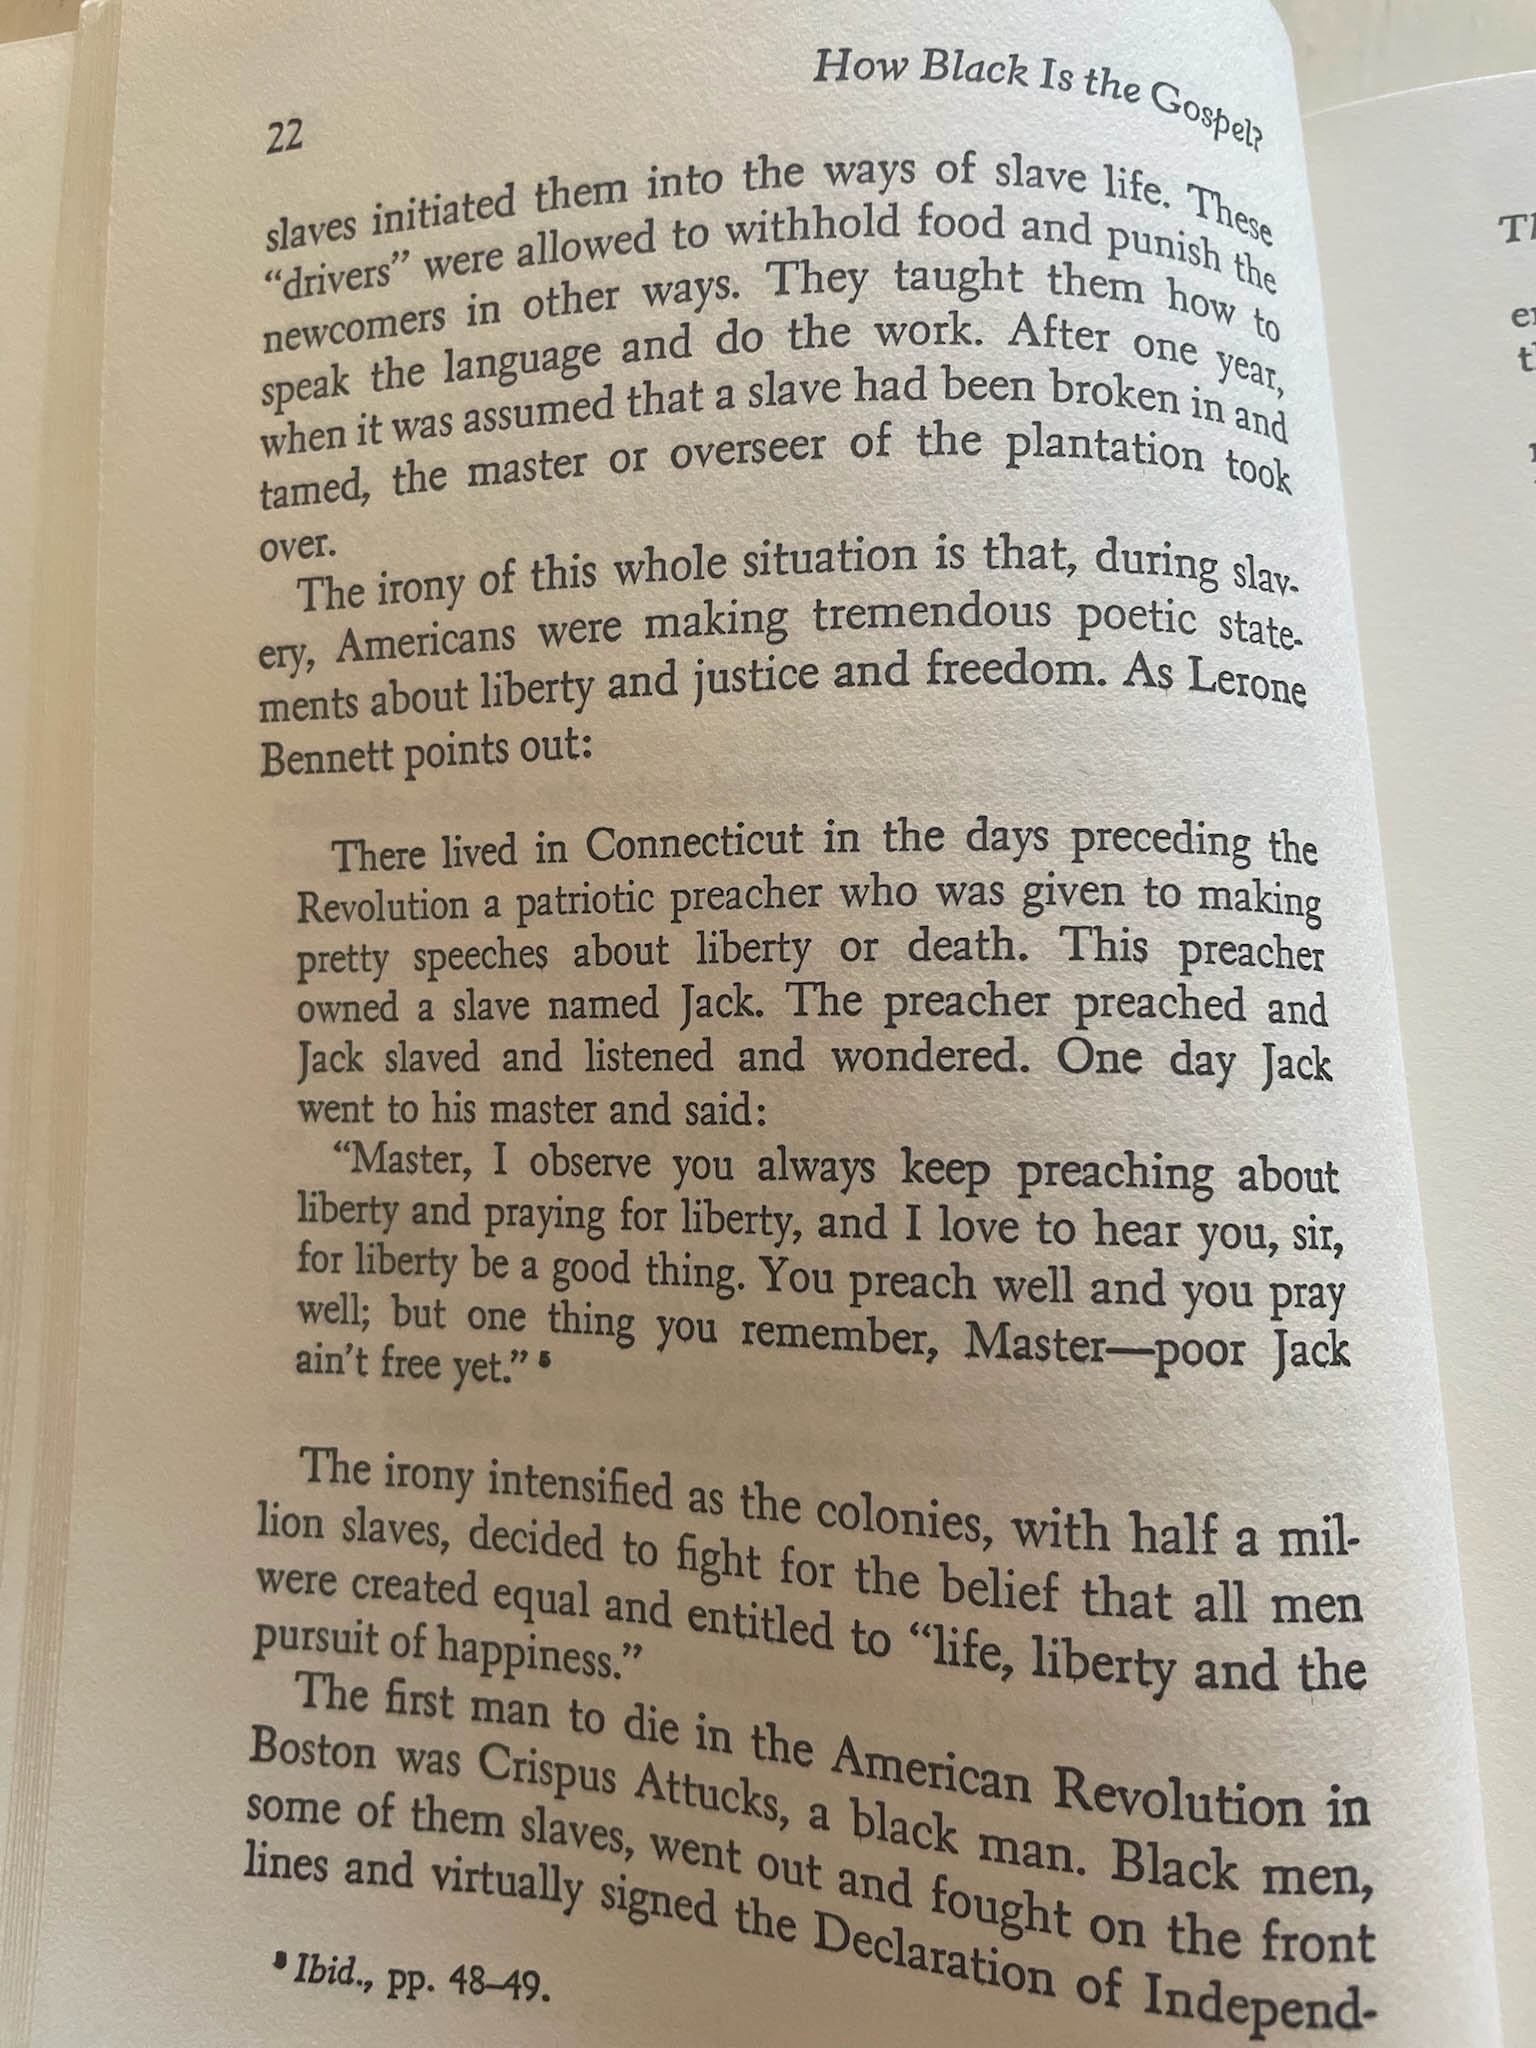 How Black Is the Gospel?
22
slaves initiated them into the ways of slave life. These
“drivers” were allowed to withhold food and punish the
newcomers in other ways. They taught them how to
speak the language and do the work. After one year,
when it was assumed that a slave had been broken in and
tamed, the master or overseer of the plantation took
over.
The irony of this whole situation is that, during slav-
ery, Americans were making tremendous poetic state-
ments about liberty and justice and freedom. As Lerone
Bennett points out:
There lived in Connecticut in the days preceding the
Revolution a patriotic preacher who was given to making
pretty speeches about liberty or death. This preacher
owned a slave named Jack. The preacher preached and
Jack slaved and listened and wondered. One day Jack
went to his master and said:
“Master, I observe you always keep preaching about
liberty and praying for liberty, and I love to hear you, sir,
for liberty be a good thing. You preach well and you pray
well; but one thing you remember, Master—poor Jack
ain't free yet.” 5
The irony intensified as the colonies, with half a mil-
lion slaves, decided to fight for the belief that all men
were created equal and entitled to “life, liberty and the
pursuit of happiness.”
The first man to die in the American Revolution in
Boston was Crispus Attucks, a black man. Black men,
some of them slaves, went out and fought on the front
lines and virtually signed the Declaration of Independ-
5 Ibid., pp. 48–49.